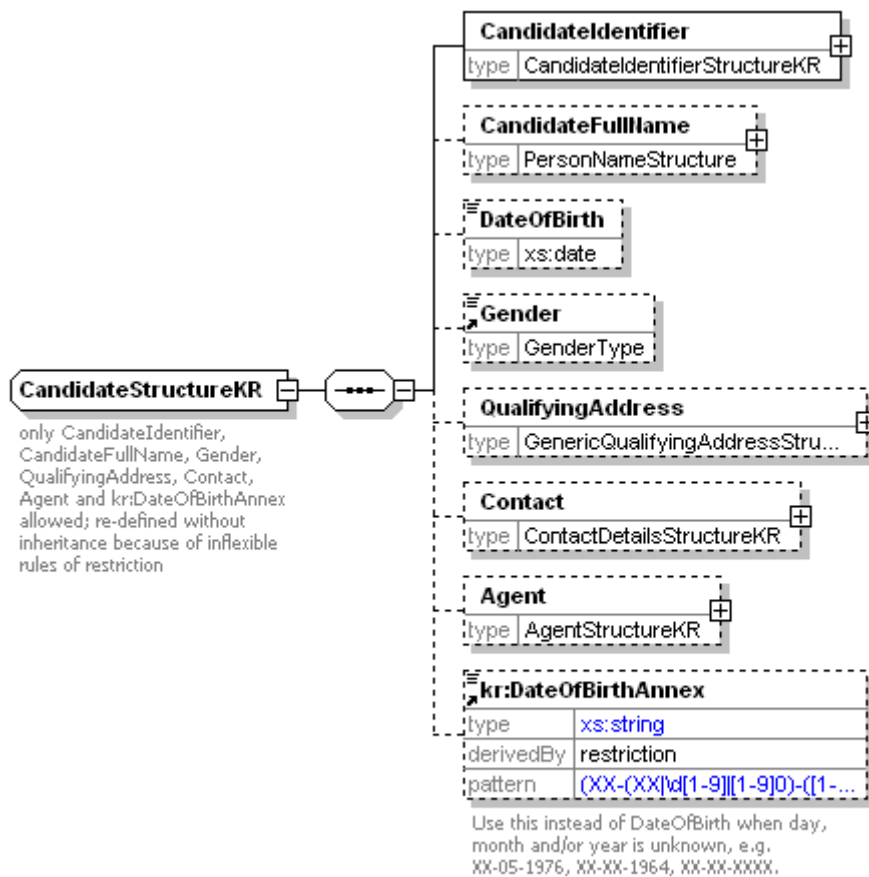 CandidateIdentifier
type CandidateIdentifierStructureKR
CandidateFullName
type PersonNameStructure
DateOfBirth
type xs:date
Gender
type GenderType
CandidateStructureKR
only CandidateIdentifier,
CandidateFullName, Gender,
QualifyingAddress, Contact,
Agent and kr:DateOfBirthAnnex
allowed; re-defined without
inheritance because of inflexible
rules of restriction
QualifyingAddress
type GenericQualifyingAddressStru...
Contact
type ContactDetailsStructureKR
Agent
type AgentStructureKR
kr:DateOfBirthAnnex
type xs:string
derivedBy restriction
pattern (XX-(XX|\d[1-9]|[1-9]0)-([1-...
Use this instead of DateOfBirth when day,
month and/or year is unknown, e.g.
XX-05-1976, XX-XX-1964, XX-XX-XXXX.